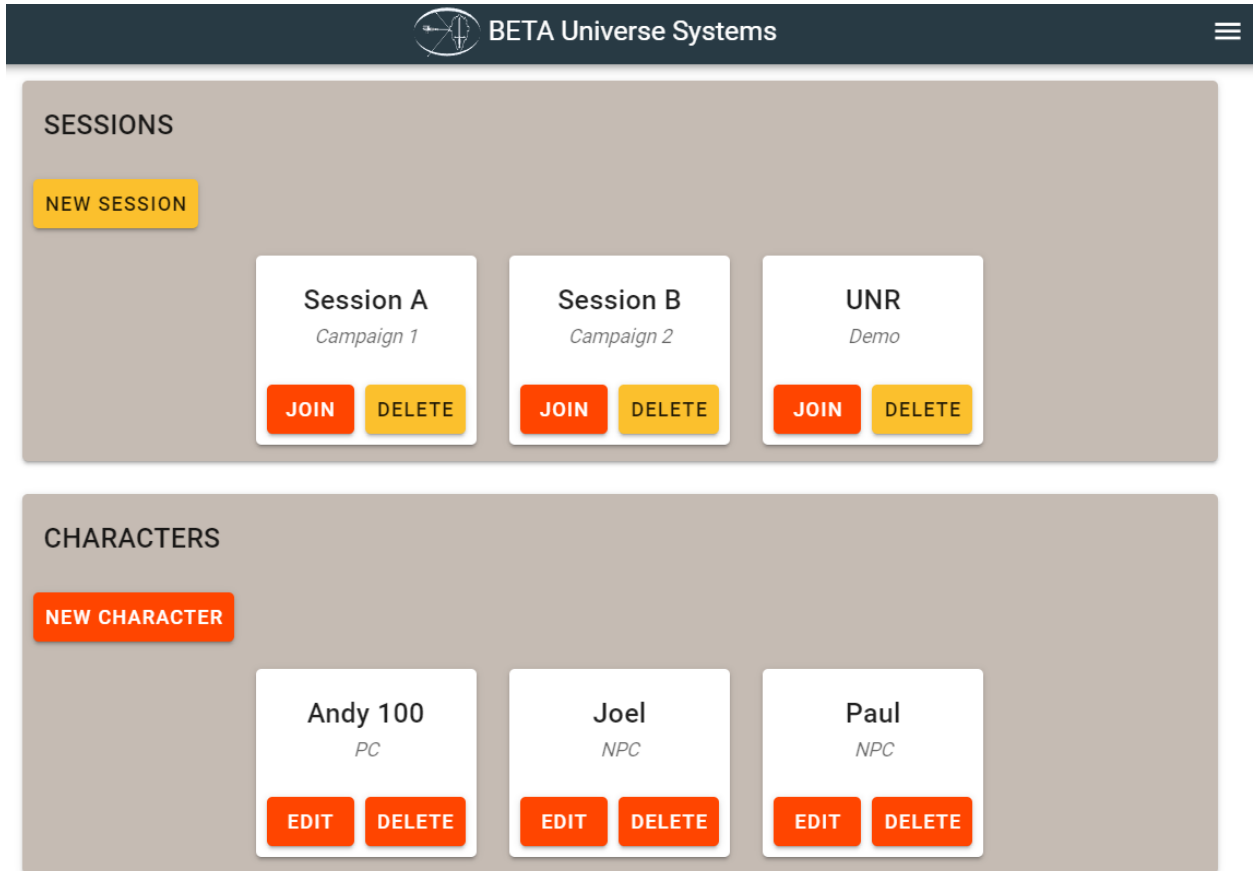 BETA Universe Systems
SESSIONS
NEW SESSION
Session A
Campaign 1
JOIN DELETE
Session B
Campaign 2
JOIN DELETE
UNR
Demo
JOIN DELETE
CHARACTERS
NEW CHARACTER
Andy 100
PC
EDIT DELETE
Joel
NPC
EDIT DELETE
Paul
NPC
EDIT DELETE